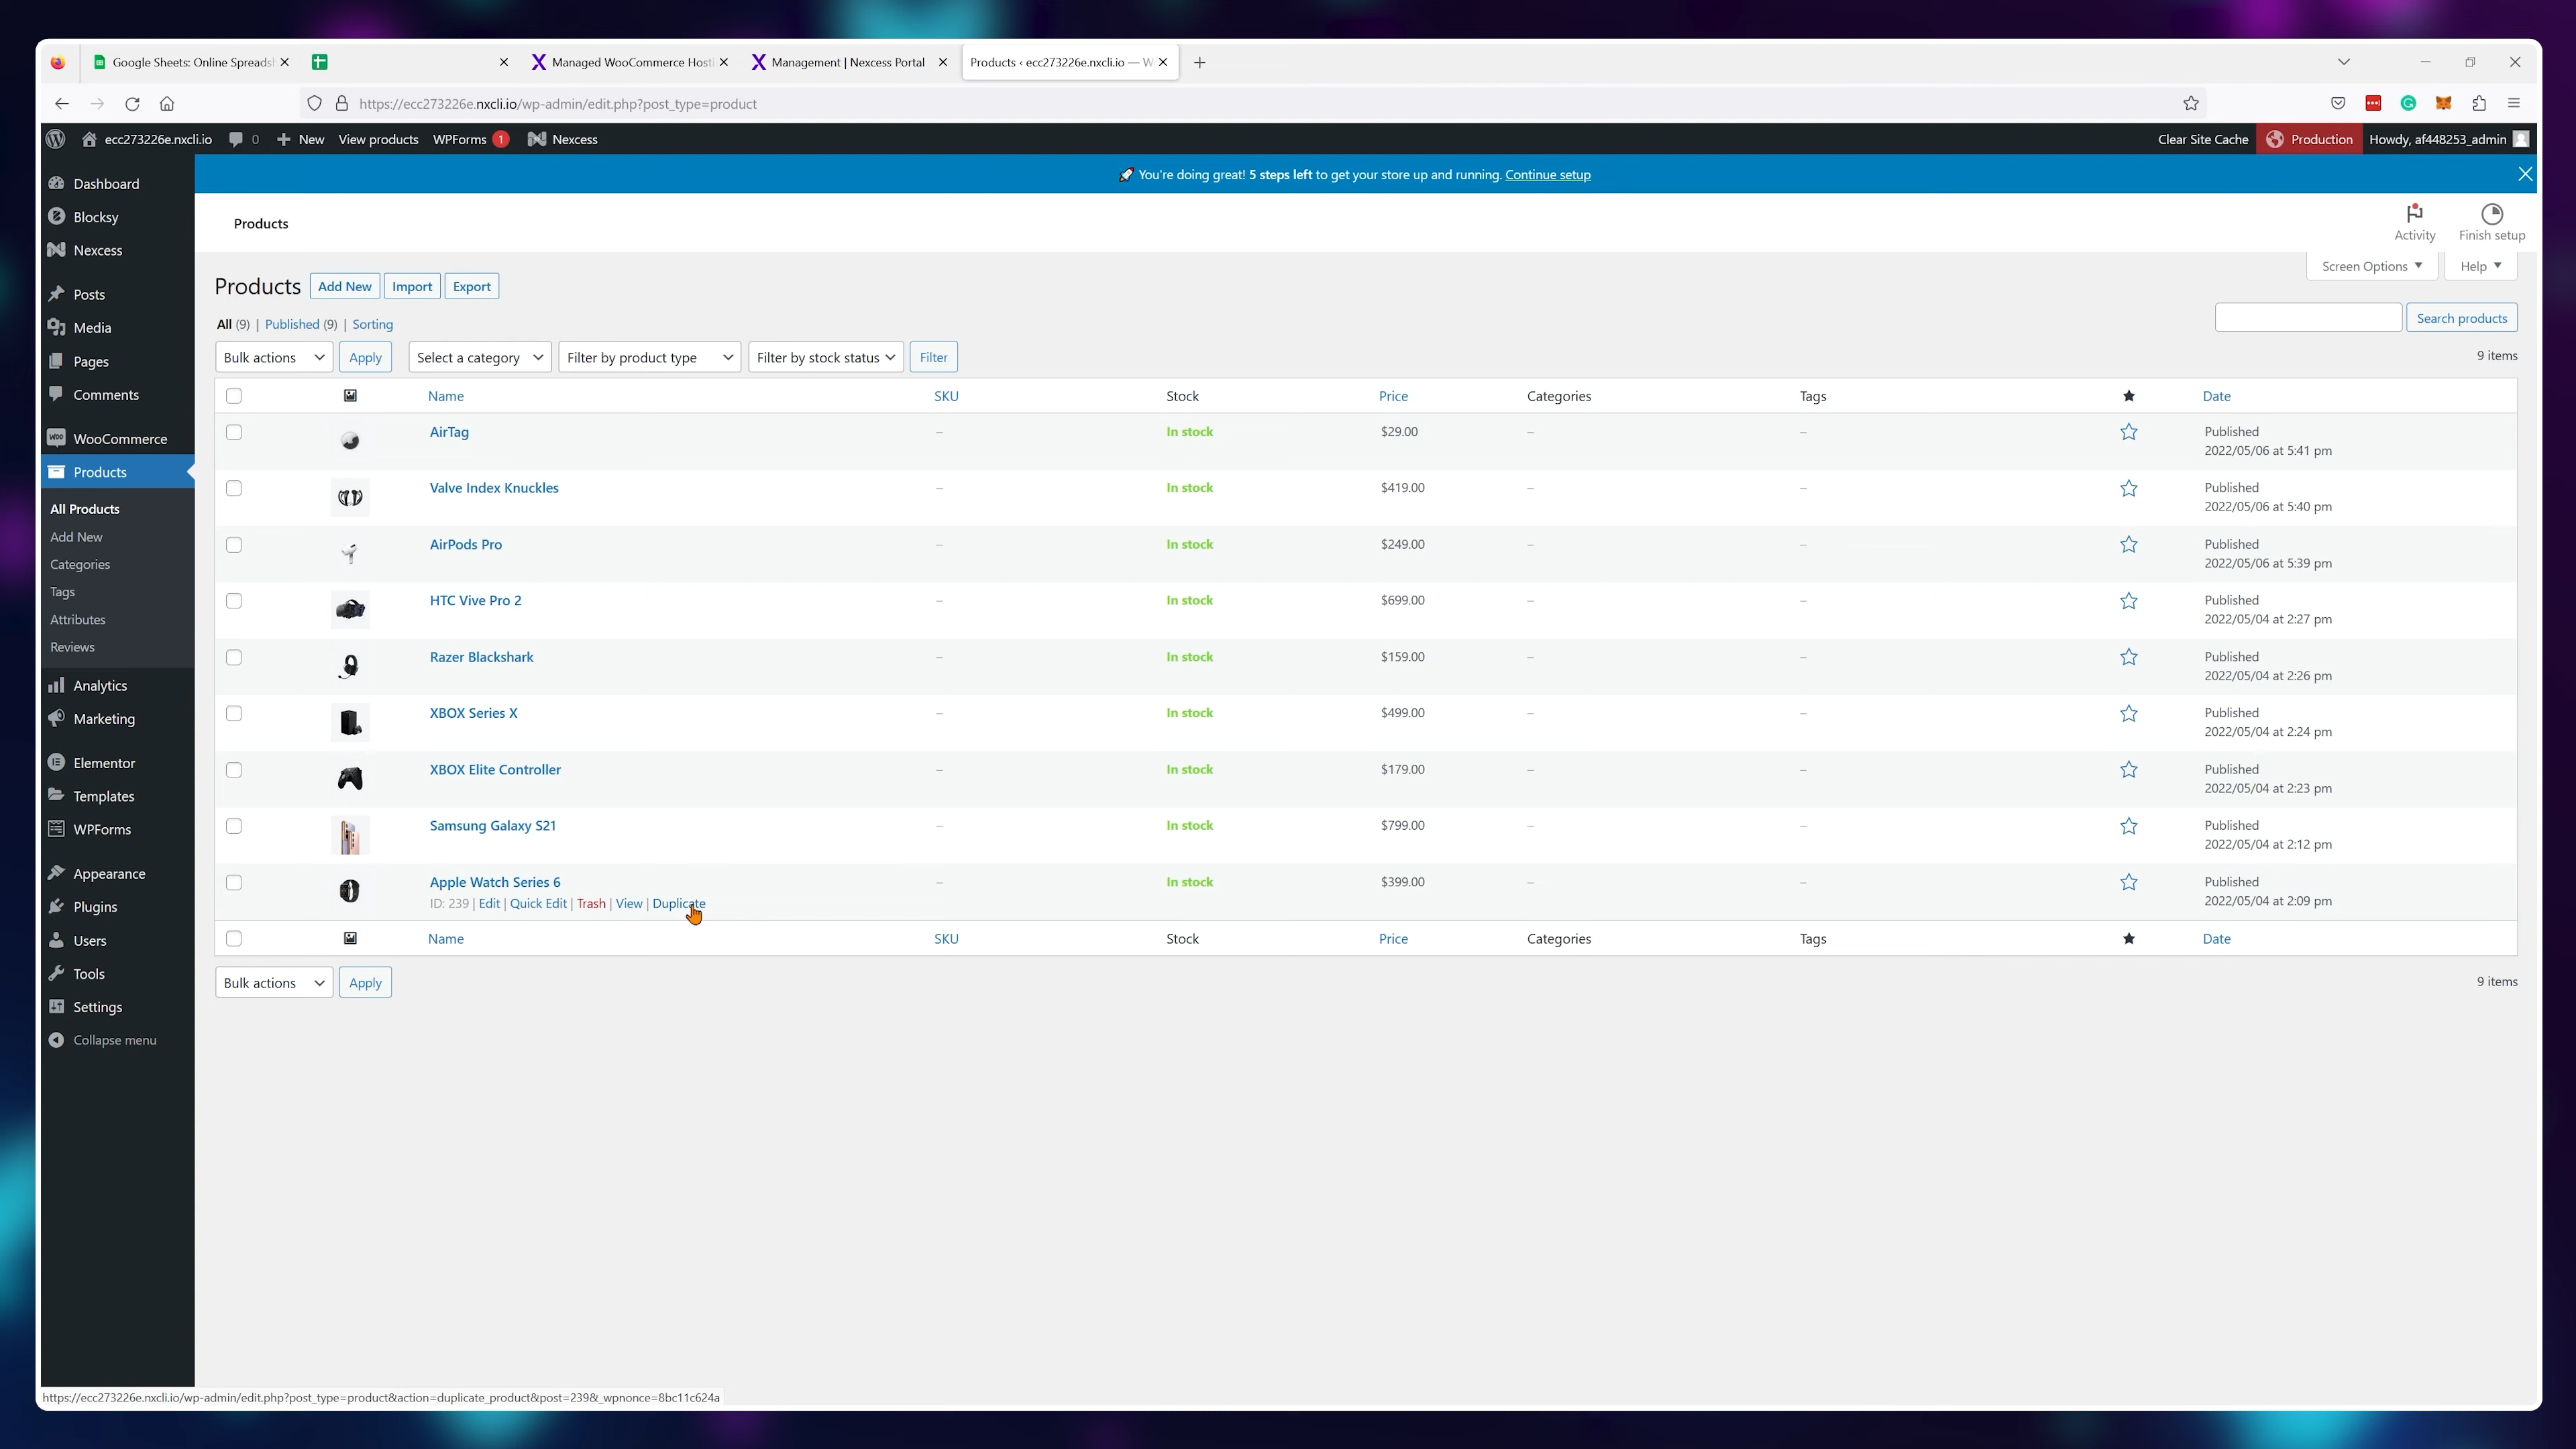 Google Sheets: Online Spreadsh
Managed WooCommerce Hosti
Management | Nexcess Portal
Products ‹ ecc273226e.nxcli.io — W
https://ecc273226e.nxcli.io/wp-admin/edit.php?post_type=product
ecc273226e.nxcli.io 0 New View products WPForms 1 Nexcess
Clear Site Cache Production Howdy, af448253_admin
🚀 You're doing great! 5 steps left to get your store up and running. Continue setup
Products
Activity
Finish setup
Screen Options
Help
Dashboard
Blocksy
Nexcess
Posts
Media
Pages
Comments
WooCommerce
Products
All Products
Add New
Categories
Tags
Attributes
Reviews
Analytics
Marketing
Elementor
Templates
WPForms
Appearance
Plugins
Users
Tools
Settings
Collapse menu
Products Add New Import Export
All (9) | Published (9) | Sorting
Search products
Bulk actions Apply Select a category Filter by product type Filter by stock status Filter
9 items
Name SKU Stock Price Categories Tags Date
AirTag – In stock $29.00 – – Published
2022/05/06 at 5:41 pm
Valve Index Knuckles – In stock $419.00 – – Published
2022/05/06 at 5:40 pm
AirPods Pro – In stock $249.00 – – Published
2022/05/06 at 5:39 pm
HTC Vive Pro 2 – In stock $699.00 – – Published
2022/05/04 at 2:27 pm
Razer Blackshark – In stock $159.00 – – Published
2022/05/04 at 2:26 pm
XBOX Series X – In stock $499.00 – – Published
2022/05/04 at 2:24 pm
XBOX Elite Controller – In stock $179.00 – – Published
2022/05/04 at 2:23 pm
Samsung Galaxy S21 – In stock $799.00 – – Published
2022/05/04 at 2:12 pm
Apple Watch Series 6 – In stock $399.00 – – Published
ID: 239 | Edit | Quick Edit | Trash | View | Duplicate
2022/05/04 at 2:09 pm
Name SKU Stock Price Categories Tags Date
Bulk actions Apply
9 items
https://ecc273226e.nxcli.io/wp-admin/edit.php?post_type=product&action=duplicate_product&post=239&_wpnonce=8bc11c624a